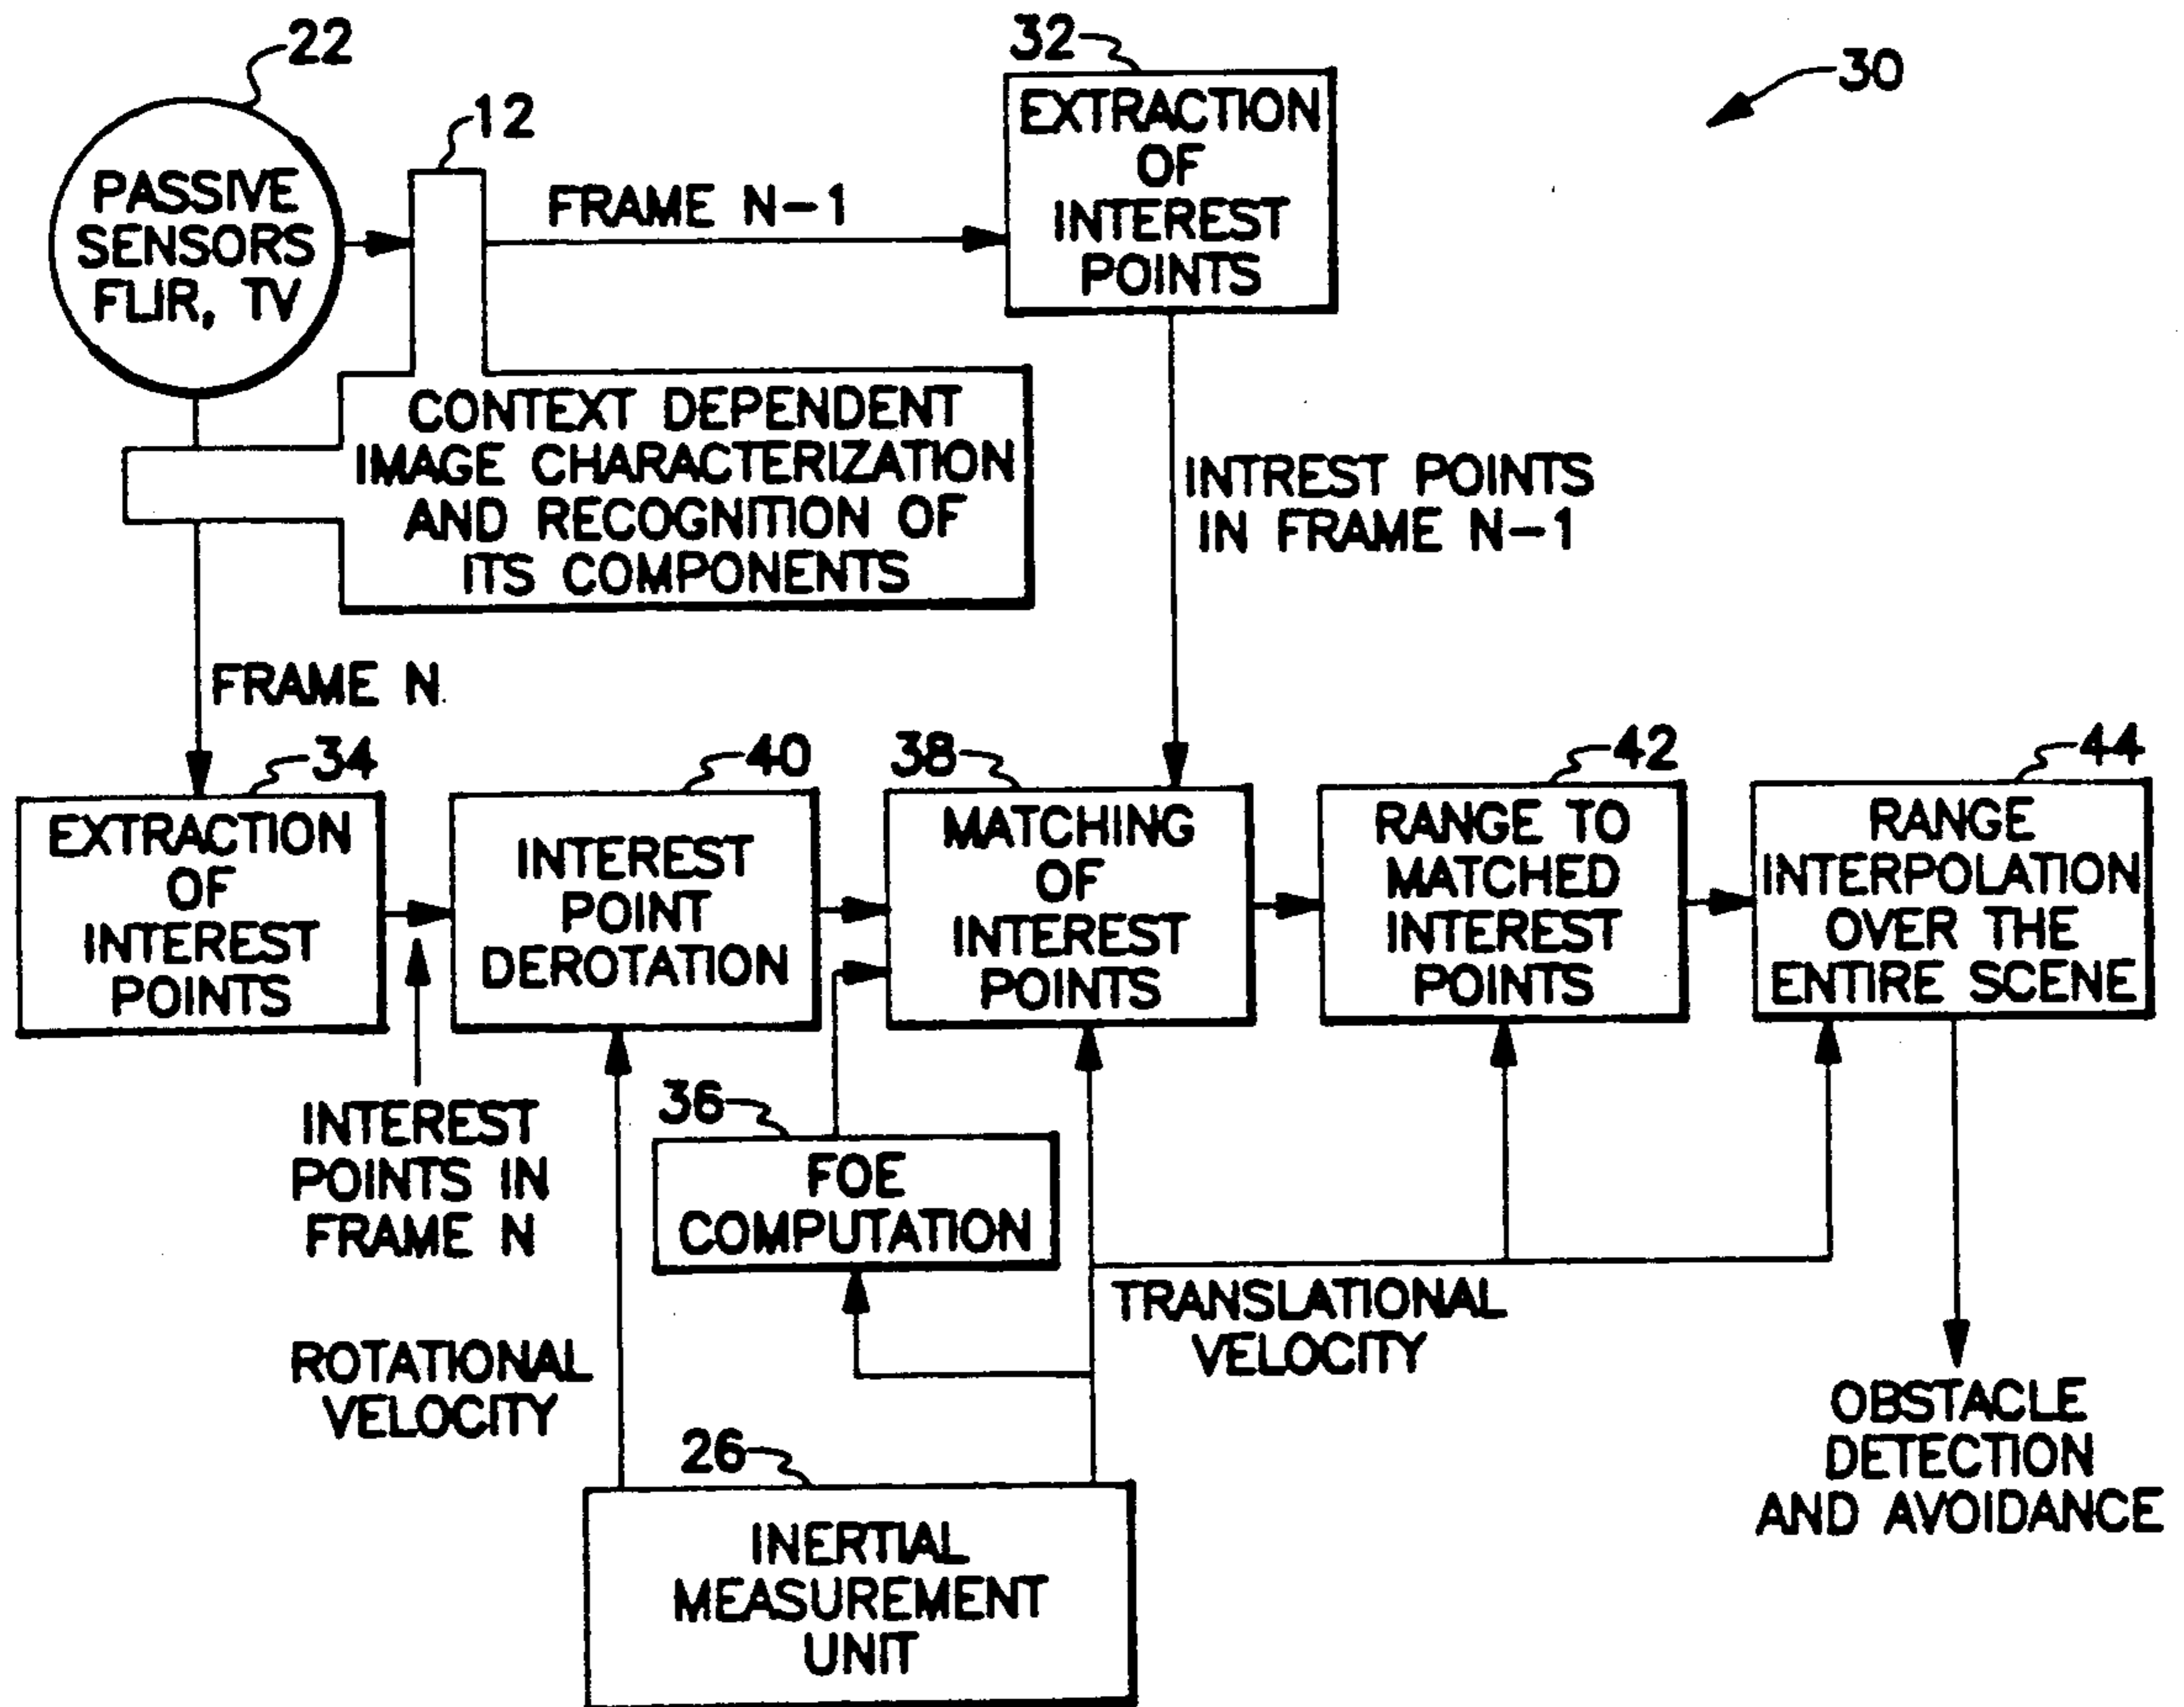 22
PASSIVE
SENSORS
FLIR, TV
12
FRAME N-1
32
EXTRACTION
OF
INTEREST
POINTS
30
CONTEXT DEPENDENT
IMAGE CHARACTERIZATION
AND RECOGNITION OF
ITS COMPONENTS
INTREST POINTS
IN FRAME N-1
FRAME N
34
EXTRACTION
OF
INTEREST
POINTS
40
INTEREST
POINT
DEROTATION
38
MATCHING
OF
INTEREST
POINTS
42
RANGE TO
MATCHED
INTEREST
POINTS
44
RANGE
INTERPOLATION
OVER THE
ENTIRE SCENE
INTEREST
POINTS IN
FRAME N
36
FOE
COMPUTATION
ROTATIONAL
VELOCITY
TRANSLATIONAL
VELOCITY
26
INERTIAL
MEASUREMENT
UNIT
OBSTACLE
DETECTION
AND AVOIDANCE